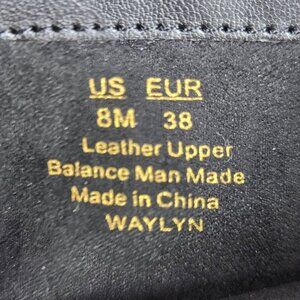 US EUR
8M 38
Leather Upper
Balance Man Made
Made in China
WAYLYN